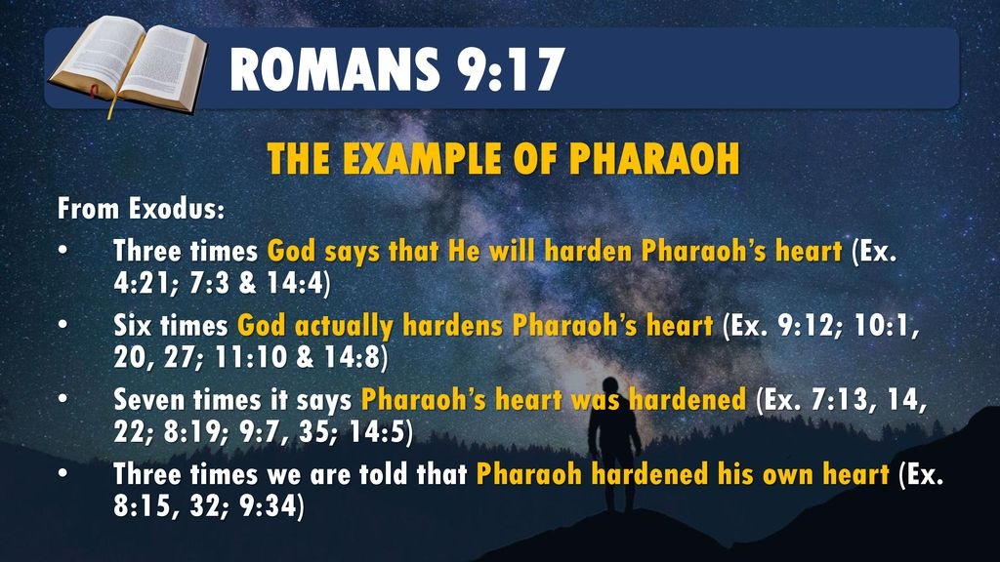 ROMANS 9:17
THE EXAMPLE OF PHARAOH
From Exodus:
• Three times God says that He will harden Pharaoh’s heart (Ex.
4:21; 7:3 & 14:4)
• Six times God actually hardens Pharaoh’s heart (Ex. 9:12; 10:1,
20, 27; 11:10 & 14:8)
• Seven times it says Pharaoh’s heart was hardened (Ex. 7:13, 14,
22; 8:19; 9:7, 35; 14:5)
• Three times we are told that Pharaoh hardened his own heart (Ex.
8:15, 32; 9:34)